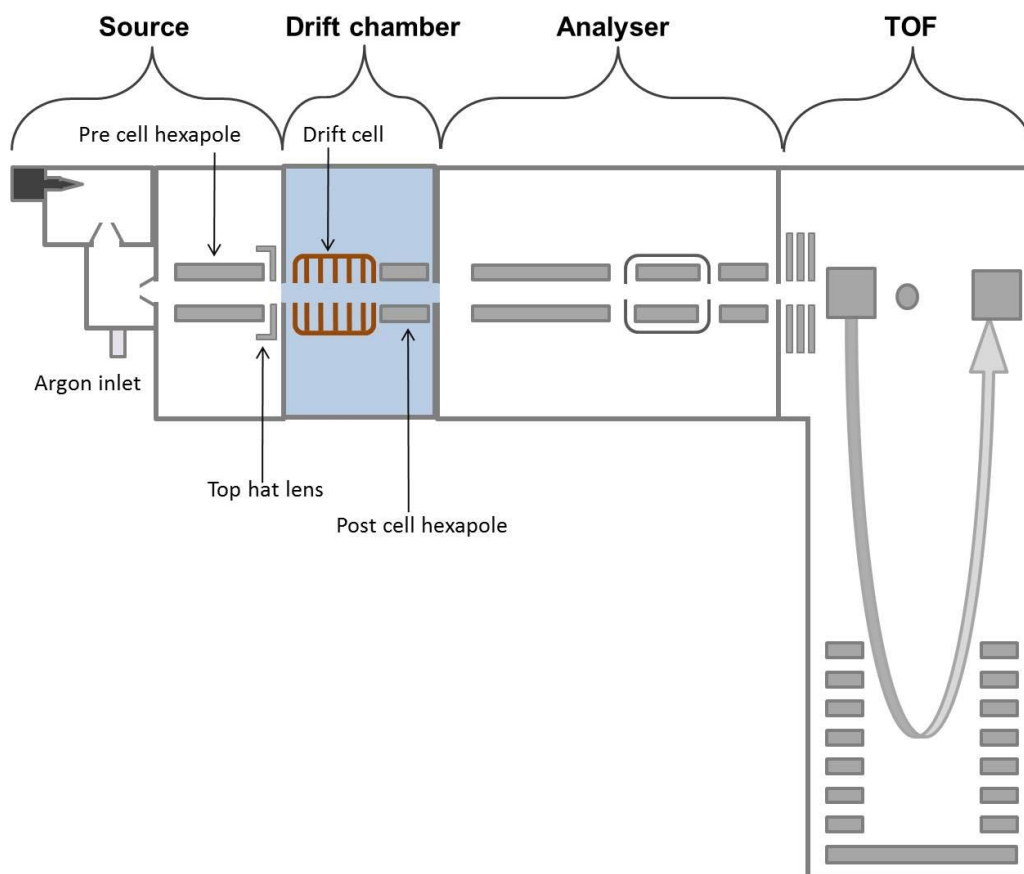 Source
Drift chamber
Analyser
TOF
Pre cell hexapole
Drift cell
Argon inlet
Top hat lens
Post cell hexapole